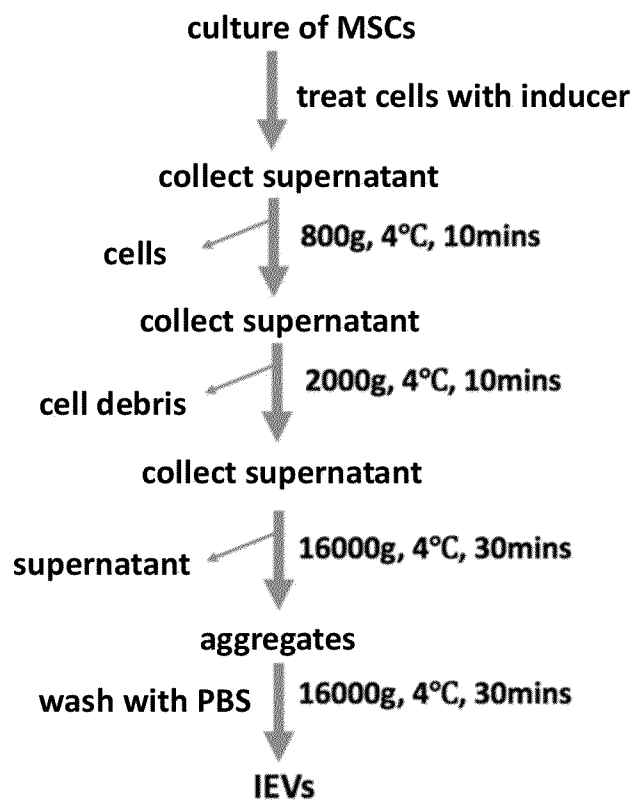 culture of MSCs
treat cells with inducer
collect supernatant
800g, 4℃, 10mins
cells
collect supernatant
2000g, 4℃, 10mins
cell debris
collect supernatant
16000g, 4℃, 30mins
supernatant
aggregates
wash with PBS
16000g, 4℃, 30mins
IEVs